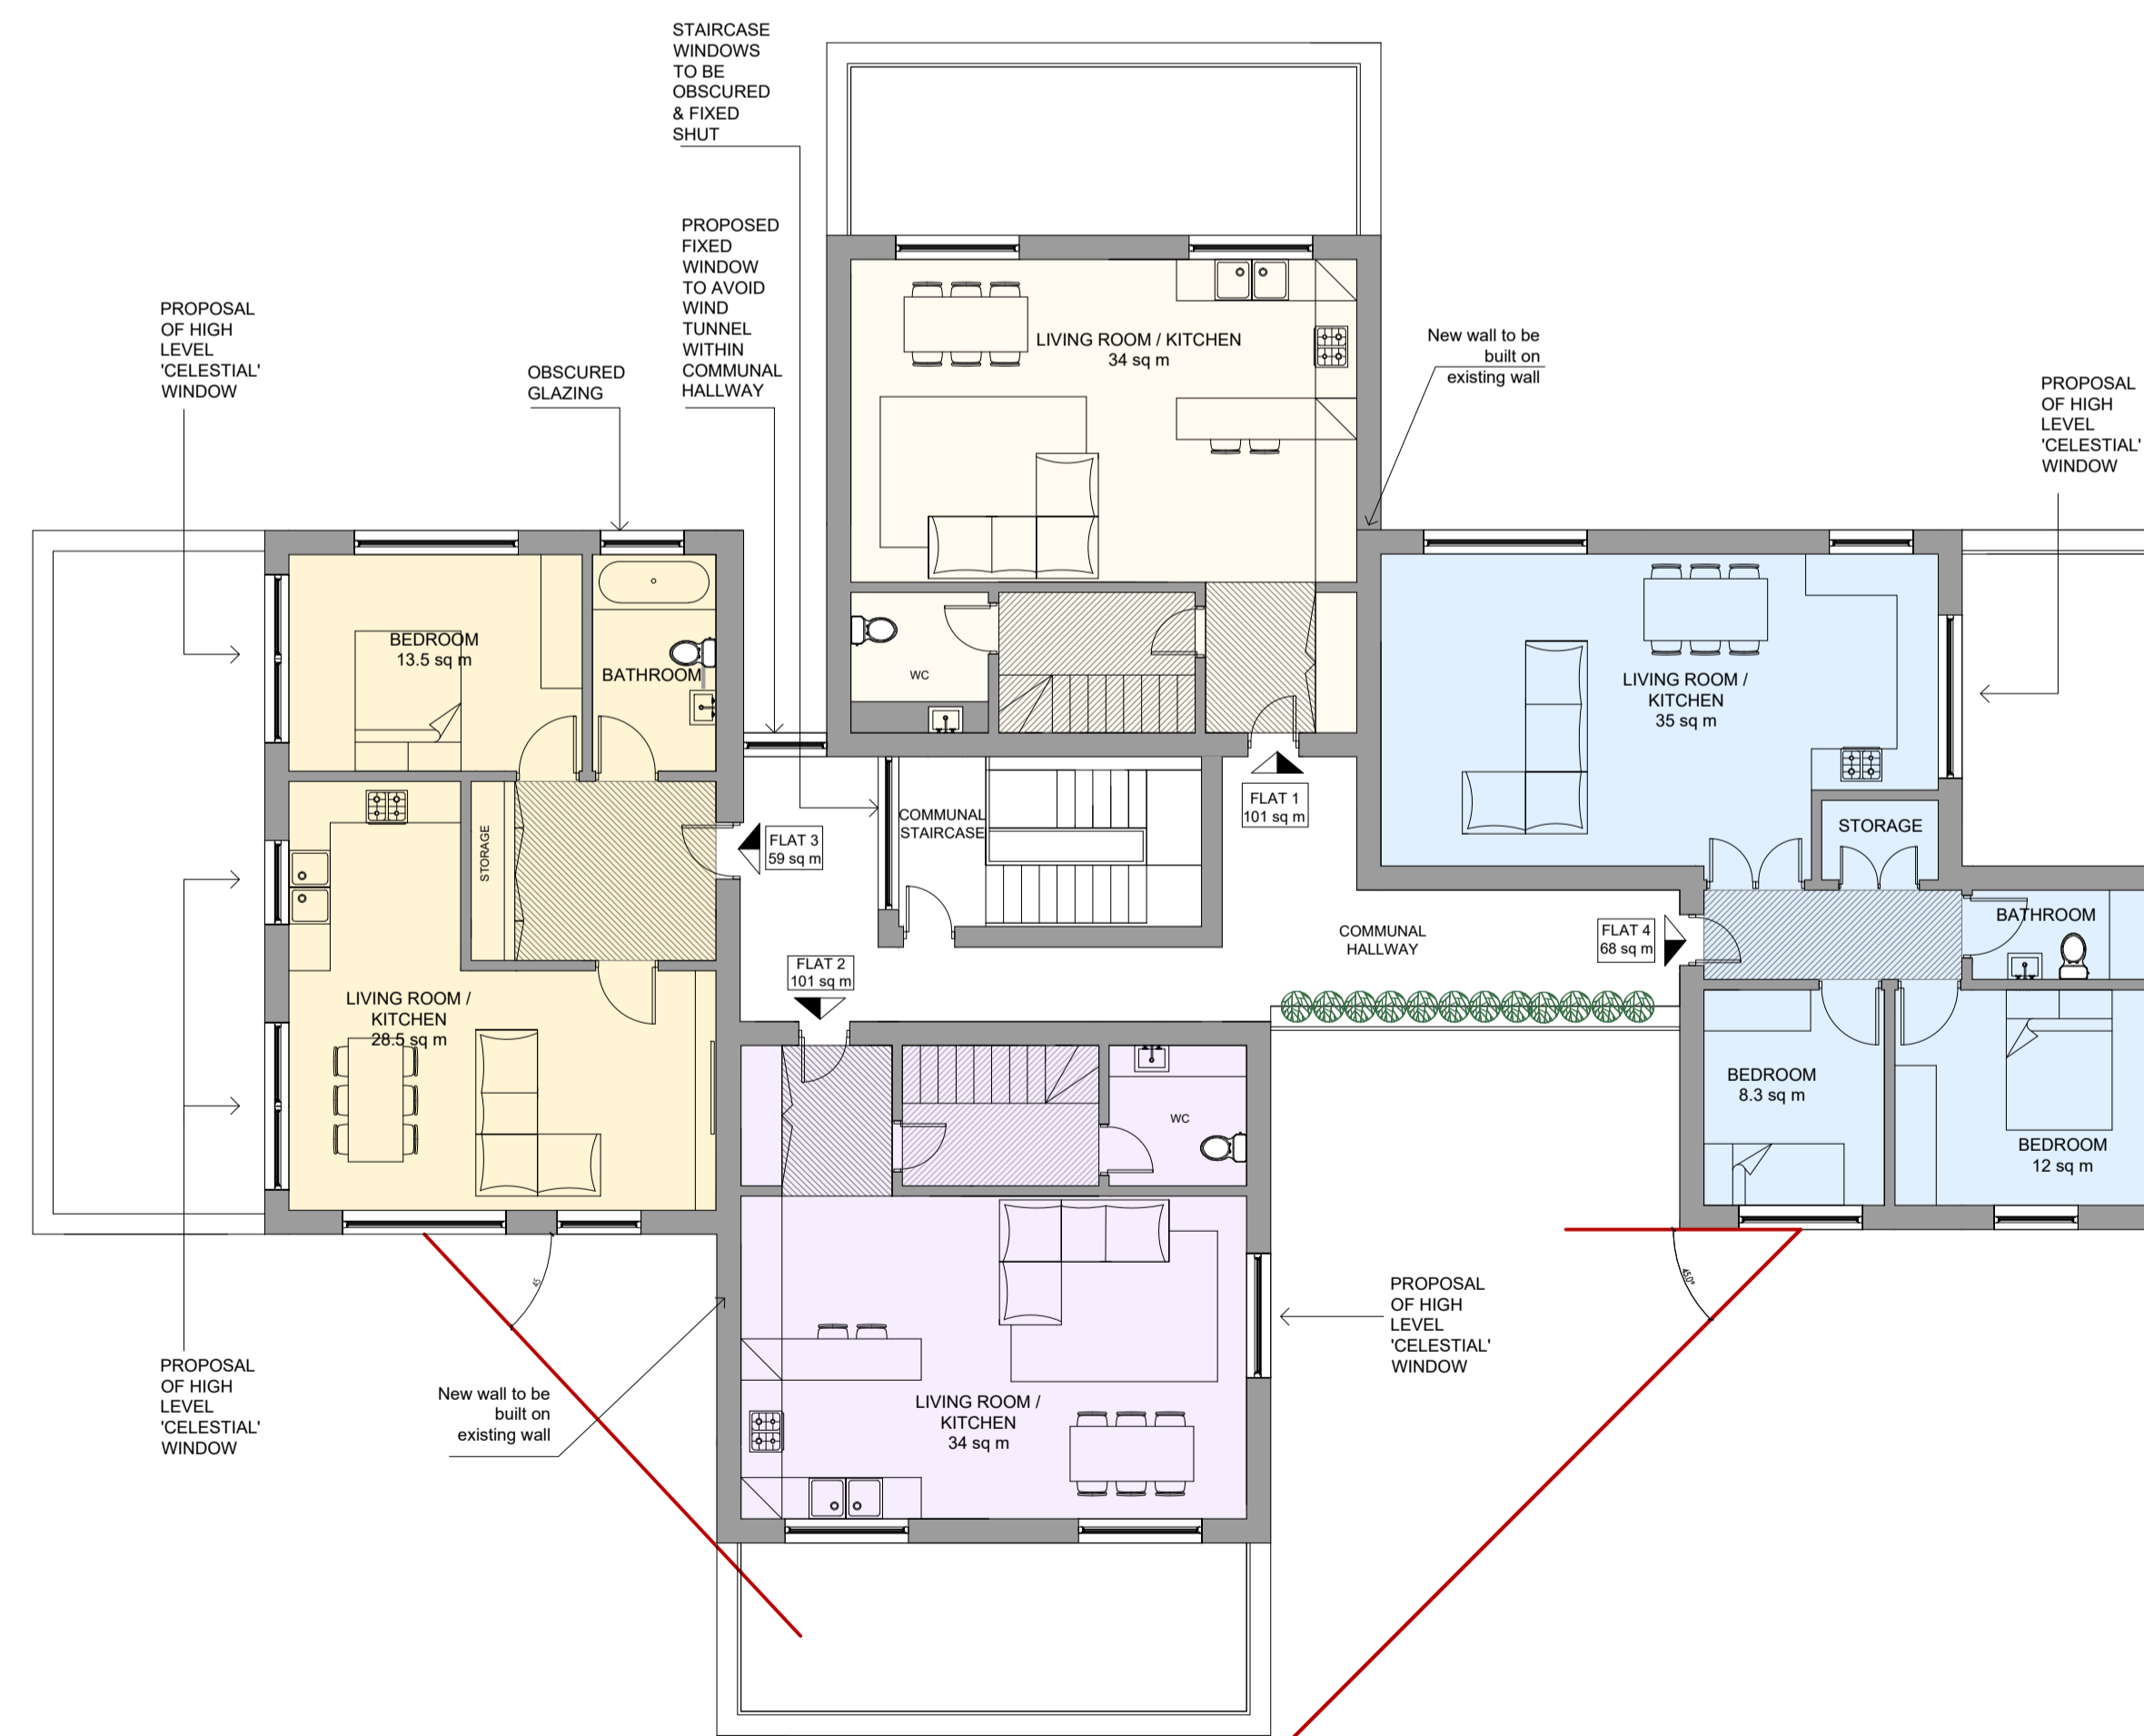 STAIRCASE
WINDOWS
TO BE
OBSCURED
& FIXED
SHUT
PROPOSED
FIXED
WINDOW
TO AVOID
WIND
TUNNEL
WITHIN
COMMUNAL
HALLWAY
PROPOSAL
OF HIGH
LEVEL
'CELESTIAL'
WINDOW
OBSCURED
GLAZING
LIVING ROOM / KITCHEN
34 sq m
New wall to be
built on
existing wall
PROPOSAL
OF HIGH
LEVEL
'CELESTIAL'
WINDOW
BEDROOM
13.5 sq m
BATHROOM
WC
LIVING ROOM /
KITCHEN
35 sq m
FLAT 1
101 sq m
COMMUNAL
STAIRCASE
FLAT 3
59 sq m
STORAGE
STORAGE
BATHROOM
COMMUNAL
HALLWAY
FLAT 4
68 sq m
FLAT 2
101 sq m
LIVING ROOM /
KITCHEN
28.5 sq m
BEDROOM
8.3 sq m
WC
BEDROOM
12 sq m
45
45.0°
PROPOSAL
OF HIGH
LEVEL
'CELESTIAL'
WINDOW
PROPOSAL
OF HIGH
LEVEL
'CELESTIAL'
WINDOW
New wall to be
built on
existing wall
LIVING ROOM /
KITCHEN
34 sq m